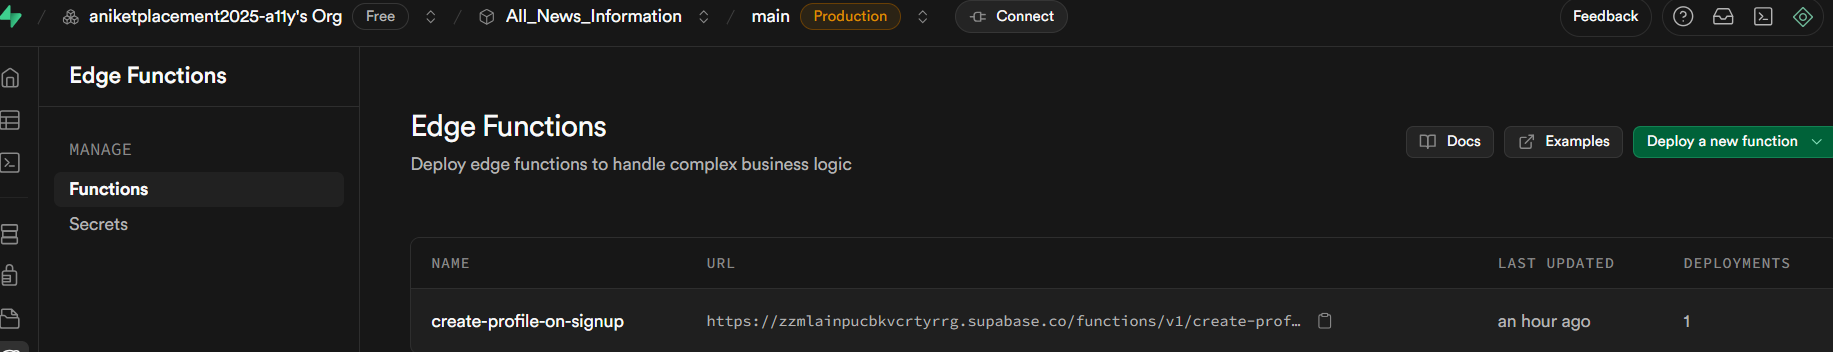 aniketplacement2025-a11y's Org Free All_News_Information main Production Connect Feedback
Edge Functions
MANAGE
Functions
Secrets
Edge Functions
Deploy edge functions to handle complex business logic
Docs Examples Deploy a new function
NAME URL LAST UPDATED DEPLOYMENTS
create-profile-on-signup https://zzmlainpucbkvcrtyrrg.supabase.co/functions/v1/create-prof… an hour ago 1